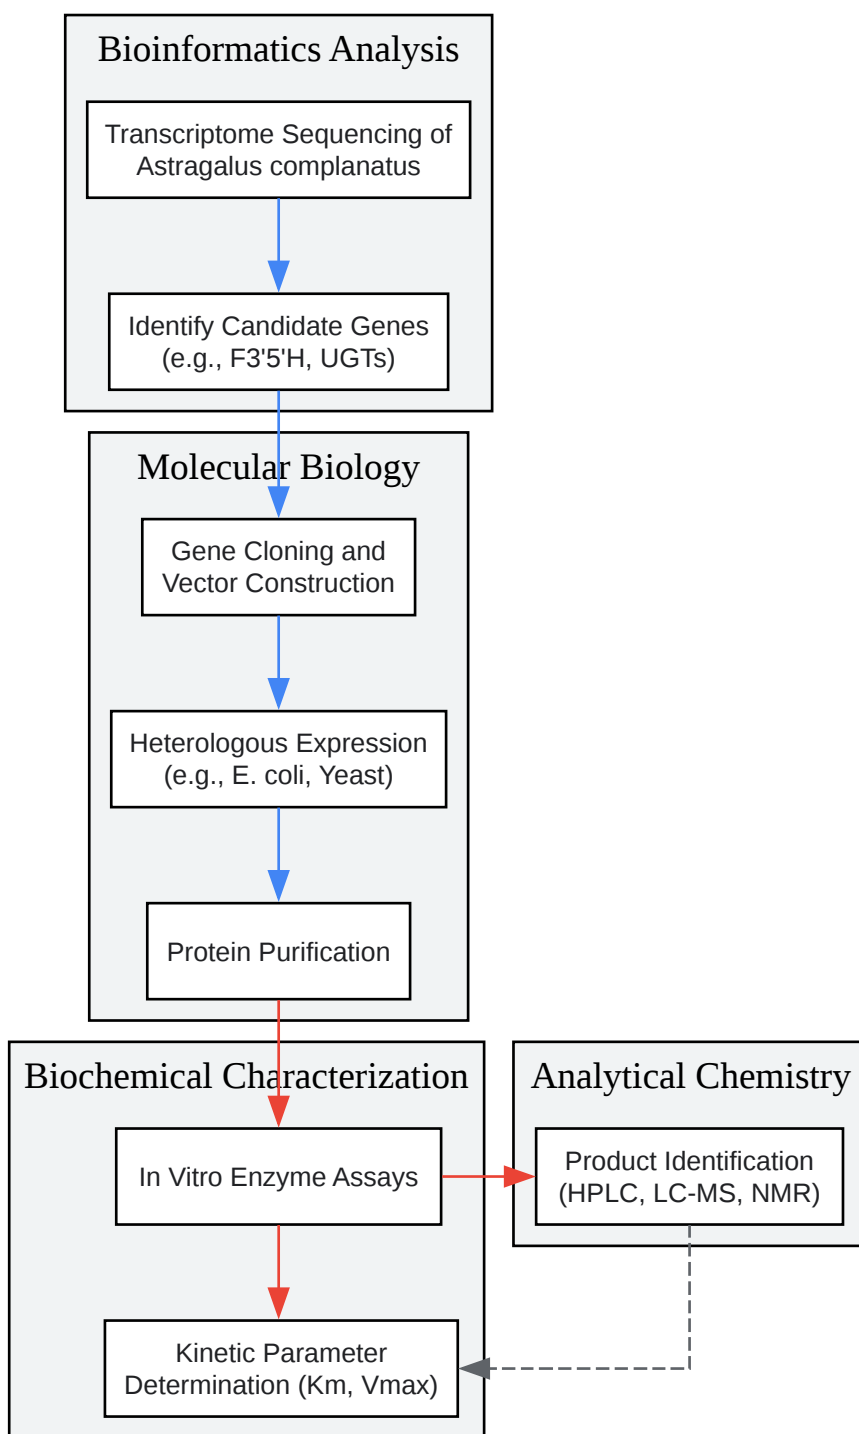 Bioinformatics Analysis
Transcriptome Sequencing of
Astragalus complanatus
Identify Candidate Genes
(e.g., F3'5'H, UGTs)
Molecular Biology
Gene Cloning and
Vector Construction
Heterologous Expression
(e.g., E. coli, Yeast)
Protein Purification
Biochemical Characterization
In Vitro Enzyme Assays
Kinetic Parameter
Determination (Km, Vmax)
Analytical Chemistry
Product Identification
(HPLC, LC-MS, NMR)